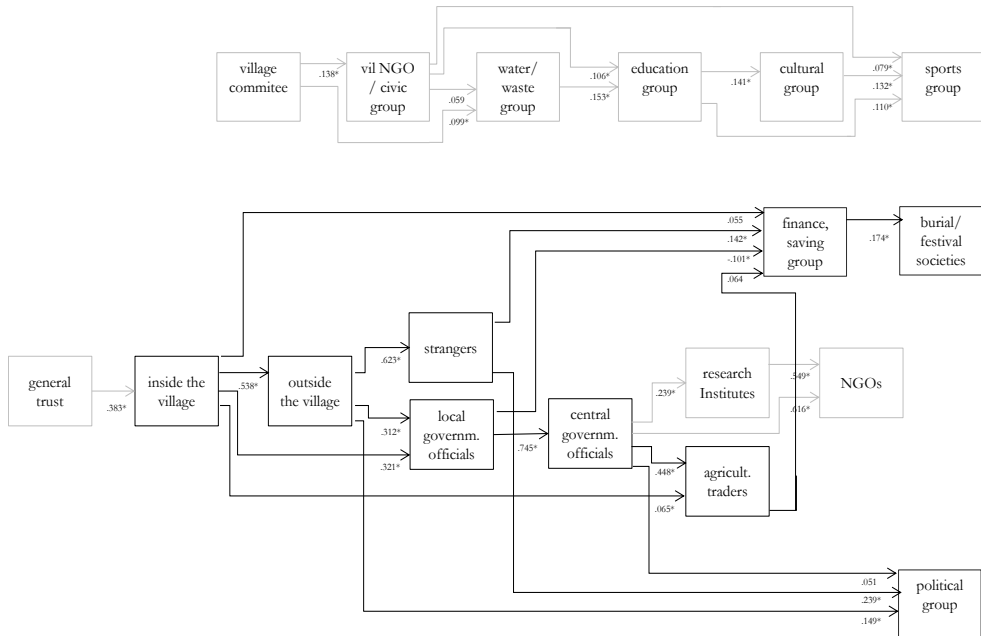 village
commitee
.138*
vil NGO
/ civic
group
.059
.099*
water/
waste
group
.106*
.153*
education
group
.141*
cultural
group
.079*
.132*
.110*
sports
group
.055
.142*
-.101*
.064
finance,
saving
group
.174*
burial/
festival
societies
general
trust
.383*
inside the
village
.538*
outside
the village
.623*
strangers
.312*
.321*
local
governm.
officials
.745*
central
governm.
officials
.239*
research
Institutes
.549*
.016*
NGOs
.448*
.065*
agricult.
traders
.051
.239*
.149*
political
group